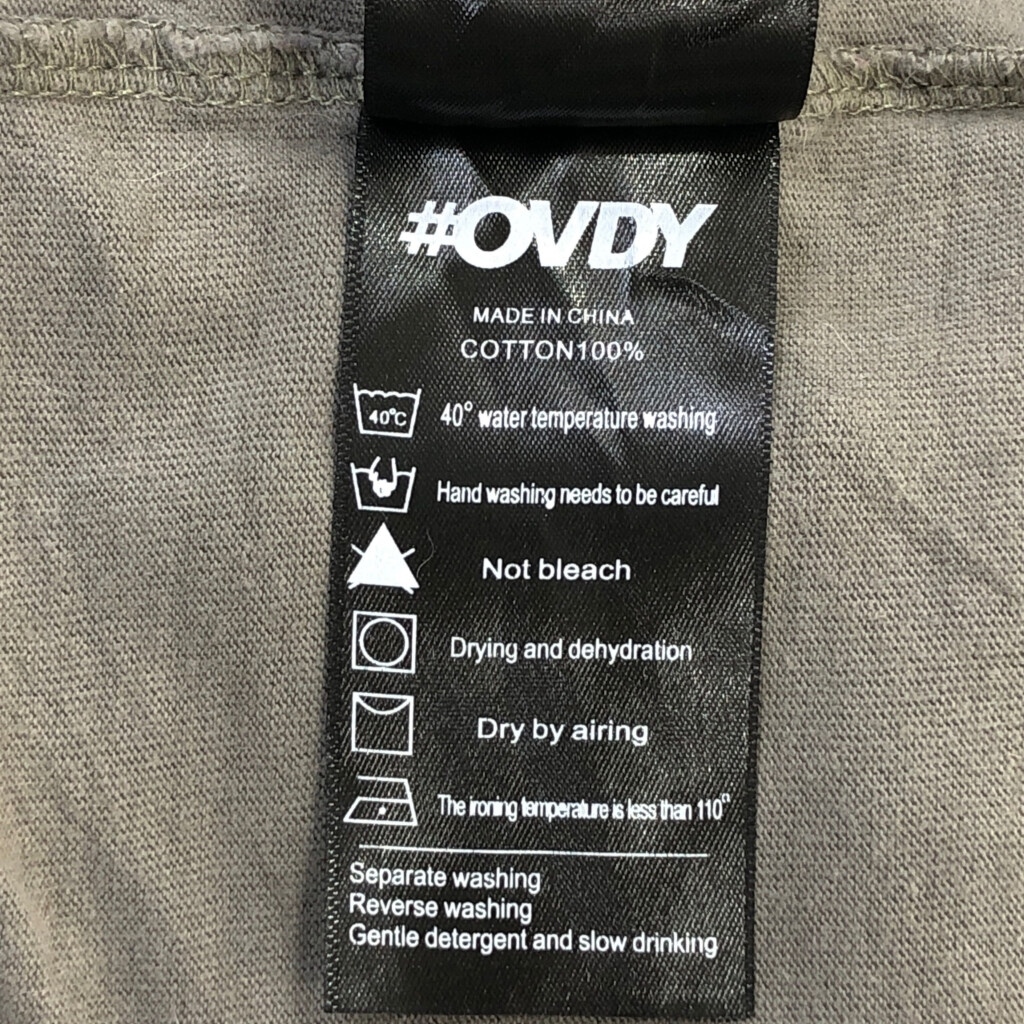 #OVDY
MADE IN CHINA
COTTON100%
40°C 40° water temperature washing
Hand washing needs to be careful
Not bleach
Drying and dehydration
Dry by airing
The ironing temperature is less than 110°
Separate washing
Reverse washing
Gentle detergent and slow drinking